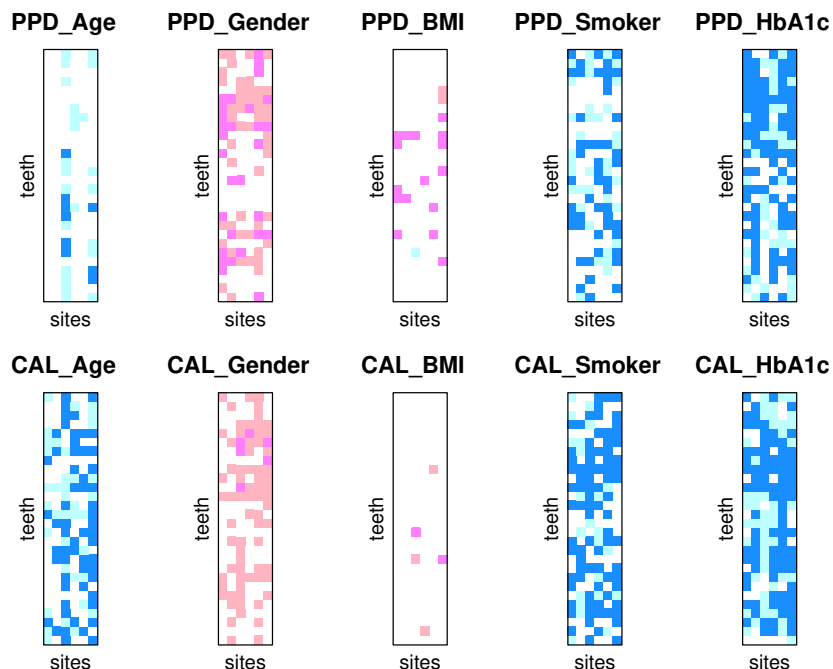 PPD_Age PPD_Gender PPD_BMI PPD_Smoker PPD_HbA1c
teeth teeth teeth teeth teeth
sites sites sites sites sites
CAL_Age CAL_Gender CAL_BMI CAL_Smoker CAL_HbA1c
teeth teeth teeth teeth teeth
sites sites sites sites sites